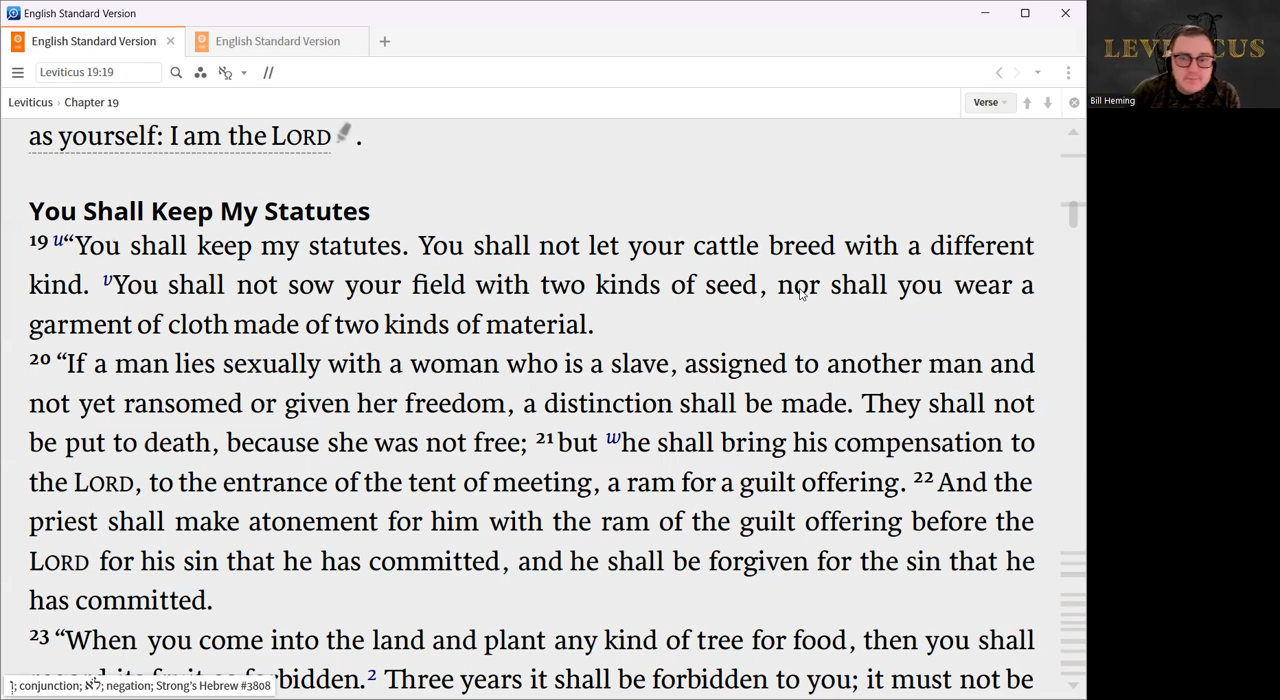 English Standard Version
English Standard Version
English Standard Version
Leviticus 19:19
Leviticus › Chapter 19
Verse
as yourself: I am the LORD .
You Shall Keep My Statutes
19 u“You shall keep my statutes. You shall not let your cattle breed with a different
kind. vYou shall not sow your field with two kinds of seed, nor shall you wear a
garment of cloth made of two kinds of material.
20 “If a man lies sexually with a woman who is a slave, assigned to another man and
not yet ransomed or given her freedom, a distinction shall be made. They shall not
be put to death, because she was not free; 21 but whe shall bring his compensation to
the LORD, to the entrance of the tent of meeting, a ram for a guilt offering. 22 And the
priest shall make atonement for him with the ram of the guilt offering before the
LORD for his sin that he has committed, and he shall be forgiven for the sin that he
has committed.
23 “When you come into the land and plant any kind of tree for food, then you shall
forbidden.2 Three years it shall be forbidden to you; it must not be
ו; conjunction; לֹא; negation; Strong's Hebrew #3808
LEVITICUS
Bill Heming